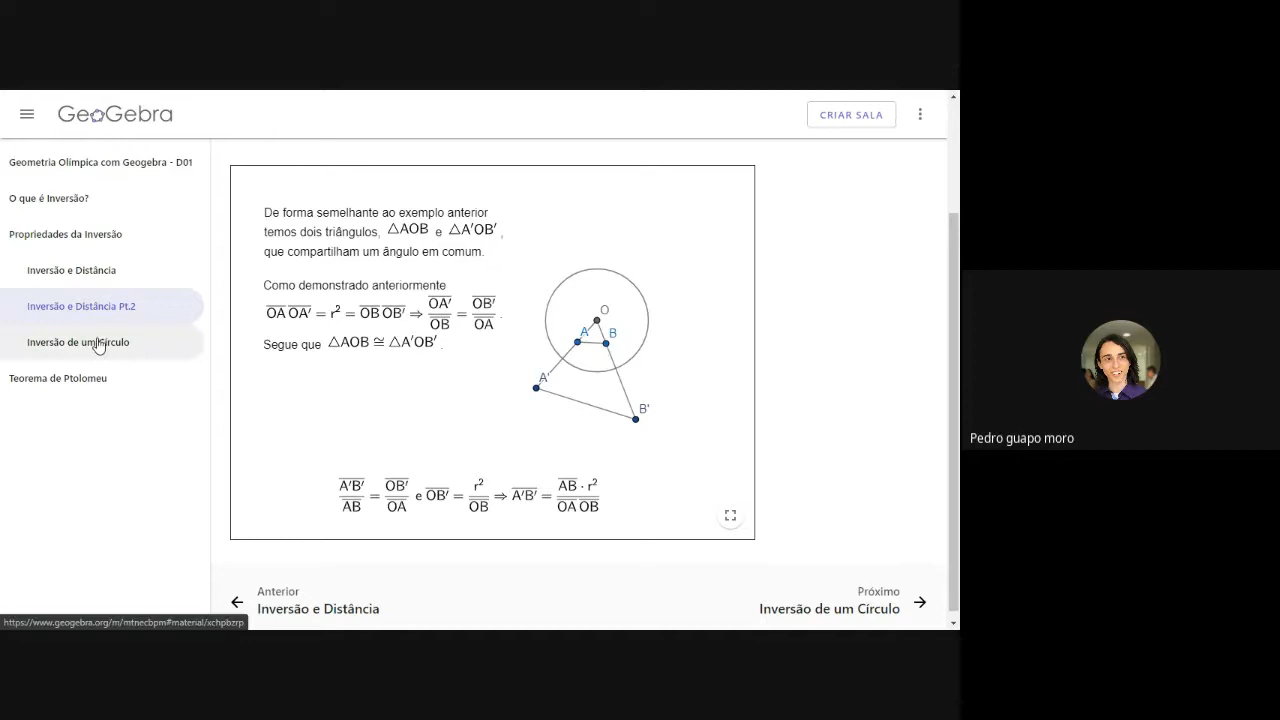 GeoGebra
CRIAR SALA
Geometria Olímpica com Geogebra - D01
O que é Inversão?
Propriedades da Inversão
Inversão e Distância
Inversão e Distância Pt.2
Inversão de um Círculo
Teorema de Ptolomeu
De forma semelhante ao exemplo anterior
temos dois triângulos, △AOB e △A′OB′ ,
que compartilham um ângulo em comum.
Como demonstrado anteriormente
OA OA′ = r² = OB OB′ ⇒ OA′/OB = OB′/OA .
Segue que △AOB ≅ △A′OB′ .
O
A
B
A'
B'
A′B′/AB = OB′/OA e OB′ = r²/OB ⇒ A′B′ = AB · r²/OA OB
Anterior
Inversão e Distância
Próximo
Inversão de um Círculo
https://www.geogebra.org/m/mtnecbpm#material/xchpbzrp
Pedro guapo moro